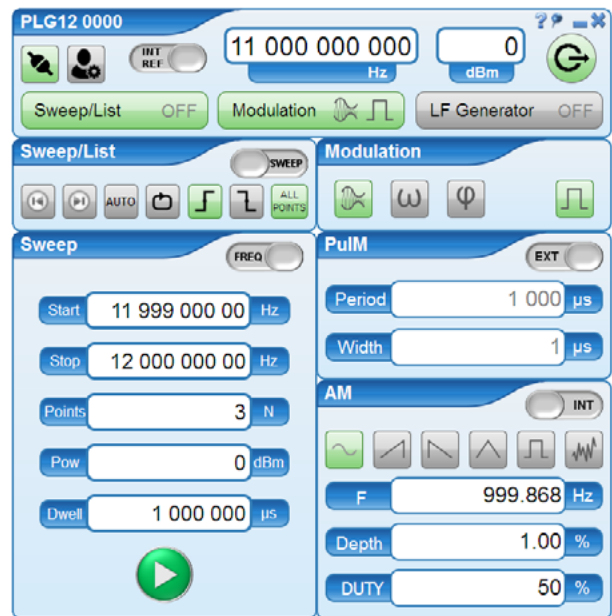 PLG12 0000
INT REF
11 000 000 000 Hz
0 dBm
Sweep/List OFF
Modulation
LF Generator OFF
Sweep/List
SWEEP
AUTO
ALL POINTS
Modulation
ω φ
Sweep
FREQ
Start 11 999 000 00 Hz
Stop 12 000 000 00 Hz
Points 3 N
Pow 0 dBm
Dwell 1 000 000 µs
PulM
EXT
Period 1 000 µs
Width 1 µs
AM
INT
F 999.868 Hz
Depth 1.00 %
DUTY 50 %